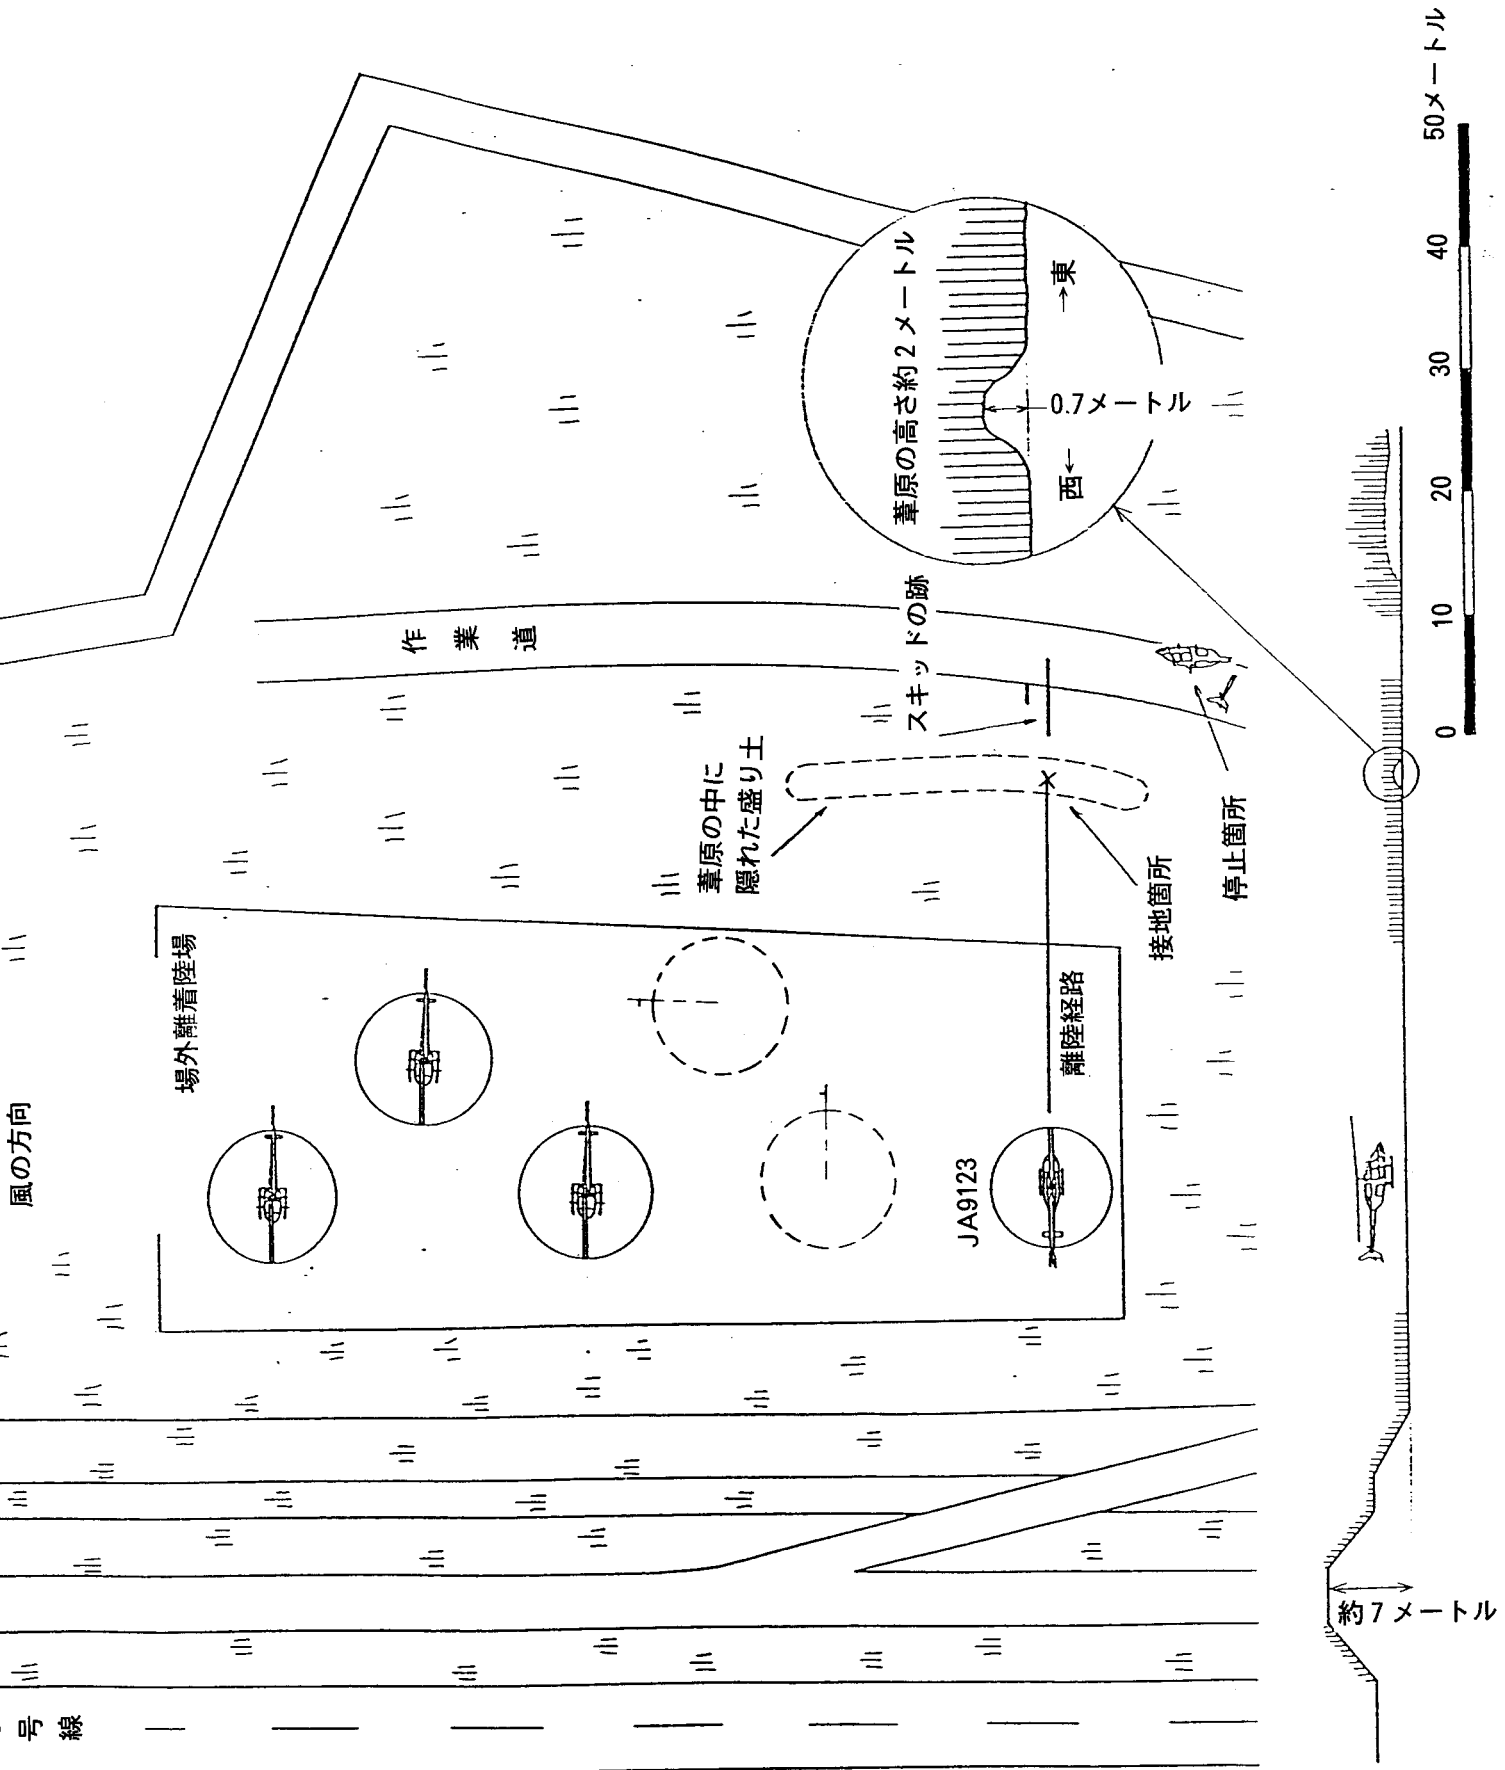 風の方向
場外離着陸場
号線
作業道
葦原の中に
隠れた盛り土
スキッドの跡
葦原の高さ約2メートル
0.7メートル
西←
→東
JA9123
離陸経路
接地箇所
停止箇所
約7メートル
0 10 20 30 40 50メートル